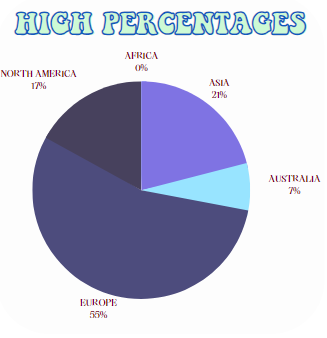 HIGH PERCENTAGES
AFRICA
0%
NORTH AMERICA
17%
ASIA
21%
AUSTRALIA
7%
EUROPE
55%